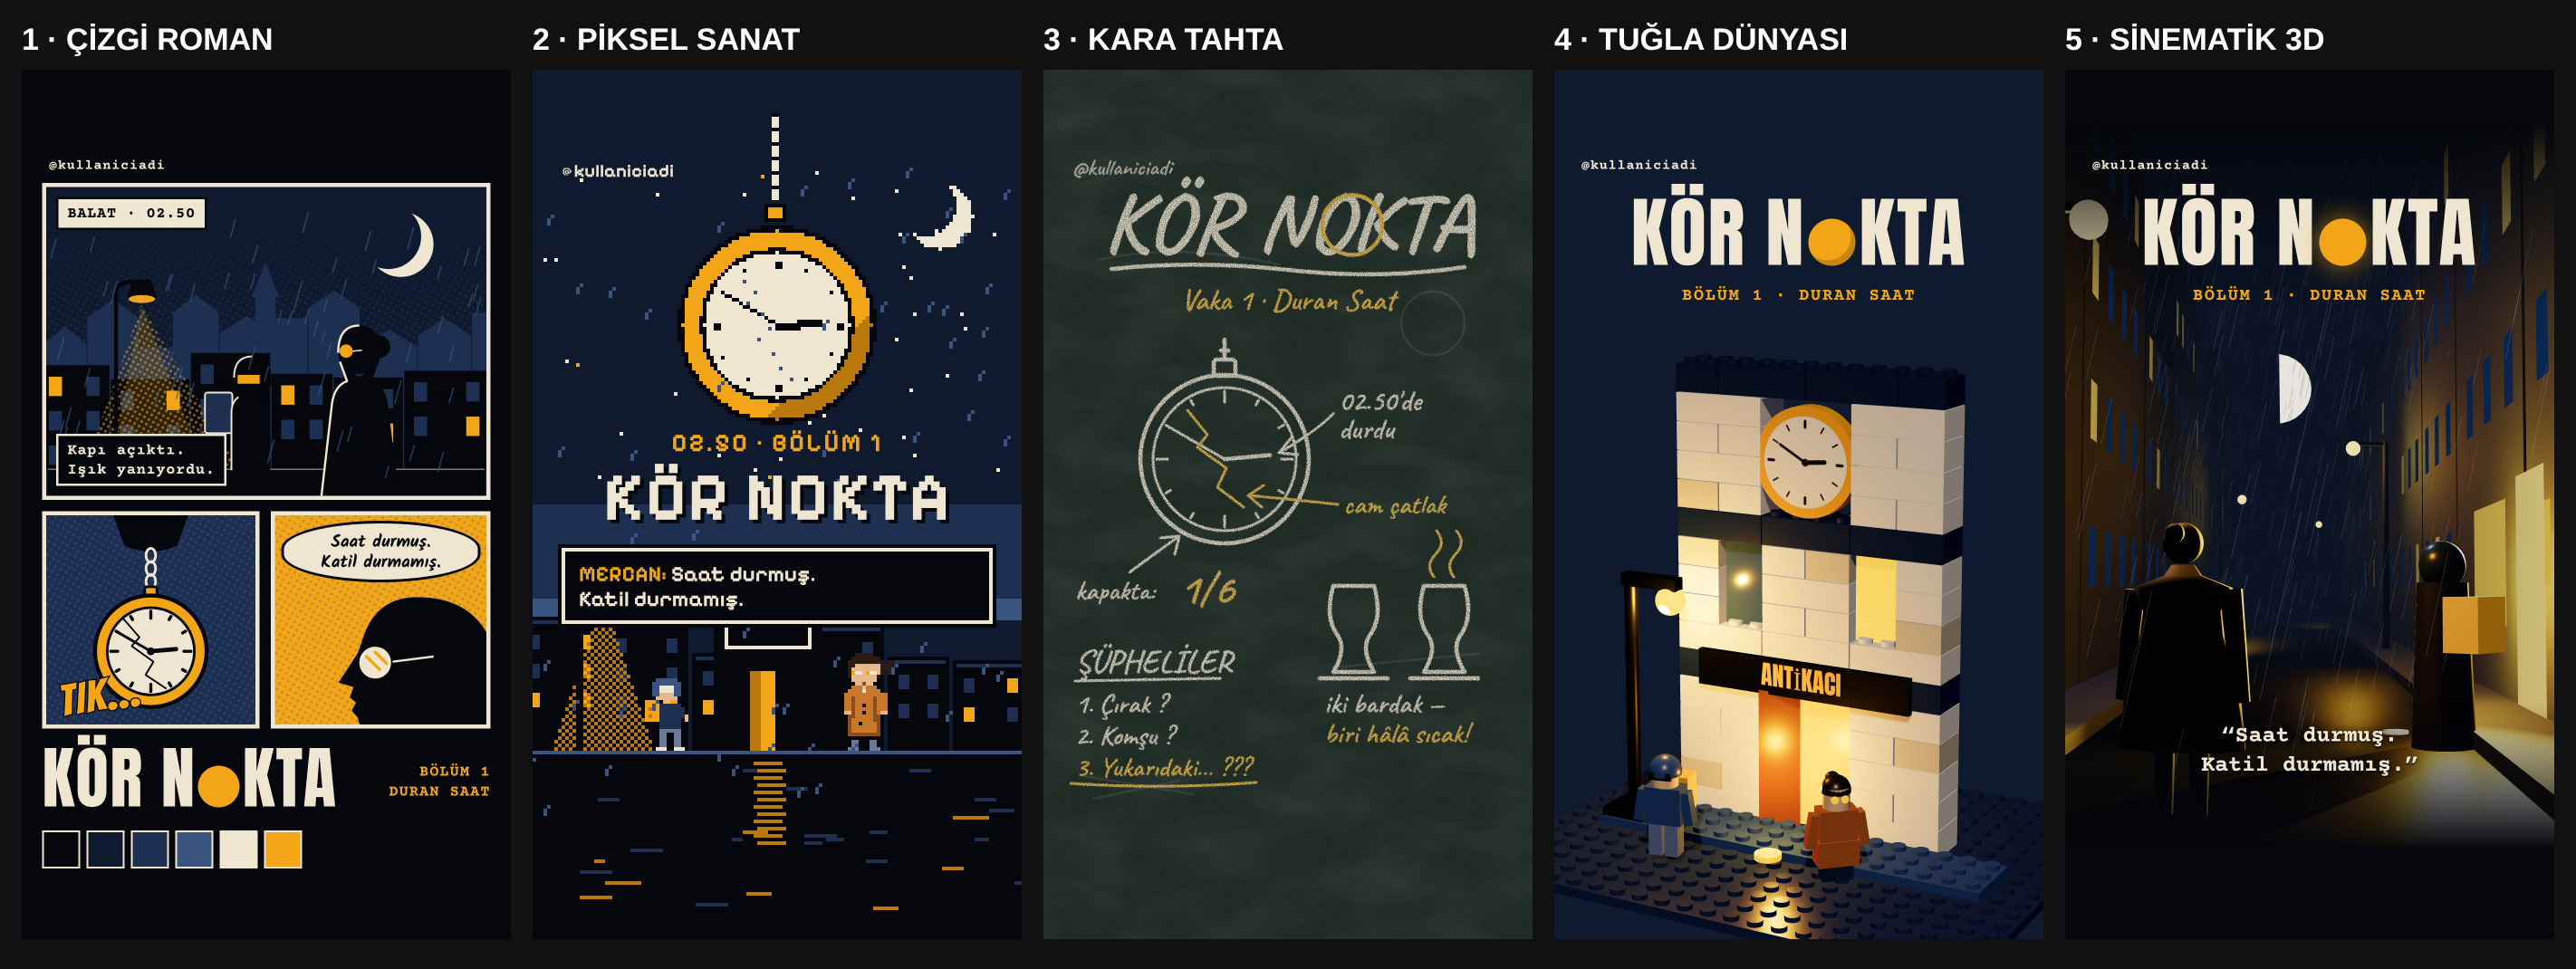 1 · ÇİZGİ ROMAN
@kullaniciadi
BALAT · 02.50
Kapı açıktı.
Işık yanıyordu.
Saat durmuş.
Katil durmamış.
TIK...
KÖR NOKTA
BÖLÜM 1
DURAN SAAT
2 · PİKSEL SANAT
@kullaniciadi
02.50 · BÖLÜM 1
KÖR NOKTA
MERCAN: Saat durmuş.
Katil durmamış.
3 · KARA TAHTA
@kullaniciadi
KÖR NOKTA
Vaka 1 · Duran Saat
02.50'de
durdu
cam çatlak
kapakta: 1/6
ŞÜPHELİLER
1. Çırak ?
2. Komşu ?
3. Yukarıdaki... ???
iki bardak —
biri hâlâ sıcak!
4 · TUĞLA DÜNYASI
@kullaniciadi
KÖR NOKTA
BÖLÜM 1 · DURAN SAAT
ANTİKACI
5 · SİNEMATİK 3D
@kullaniciadi
KÖR NOKTA
BÖLÜM 1 · DURAN SAAT
“Saat durmuş.
Katil durmamış.”